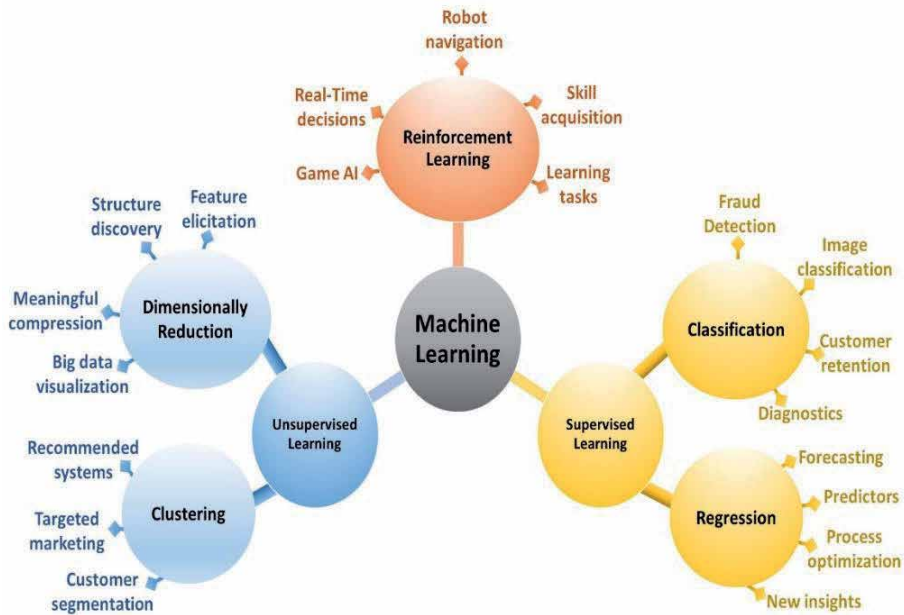 Robot
navigation
Real-Time
decisions
Skill
acquisition
Reinforcement
Learning
Game AI
Learning
tasks
Feature
elicitation
Structure
discovery
Fraud
Detection
Image
classification
Meaningful
compression
Dimensionally
Reduction
Machine
Learning
Classification
Big data
visualization
Customer
retention
Diagnostics
Unsupervised
Learning
Supervised
Learning
Recommended
systems
Forecasting
Clustering
Targeted
marketing
Regression
Predictors
Process
optimization
Customer
segmentation
New insights